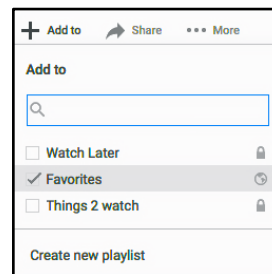 Add to Share More
Add to
Watch Later
Favorites
Things 2 watch
Create new playlist